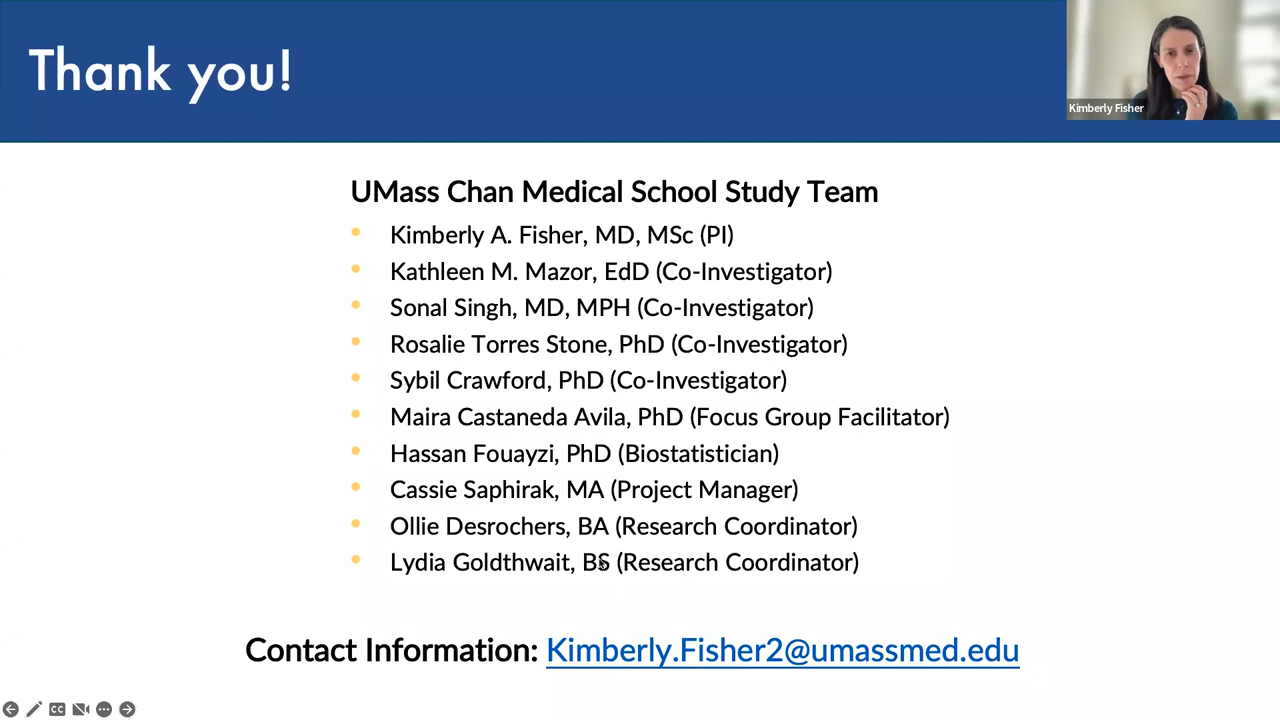 Thank you!
Kimberly Fisher
UMass Chan Medical School Study Team
• Kimberly A. Fisher, MD, MSc (PI)
• Kathleen M. Mazor, EdD (Co-Investigator)
• Sonal Singh, MD, MPH (Co-Investigator)
• Rosalie Torres Stone, PhD (Co-Investigator)
• Sybil Crawford, PhD (Co-Investigator)
• Maira Castaneda Avila, PhD (Focus Group Facilitator)
• Hassan Fouayzi, PhD (Biostatistician)
• Cassie Saphirak, MA (Project Manager)
• Ollie Desrochers, BA (Research Coordinator)
• Lydia Goldthwait, BS (Research Coordinator)
Contact Information: Kimberly.Fisher2@umassmed.edu
CC